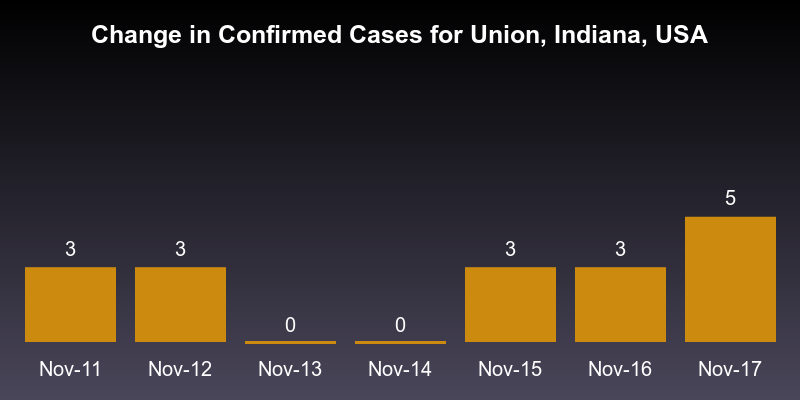 Change in Confirmed Cases for Union, Indiana, USA
5
3 3 3 3
0 0
Nov-11 Nov-12 Nov-13 Nov-14 Nov-15 Nov-16 Nov-17